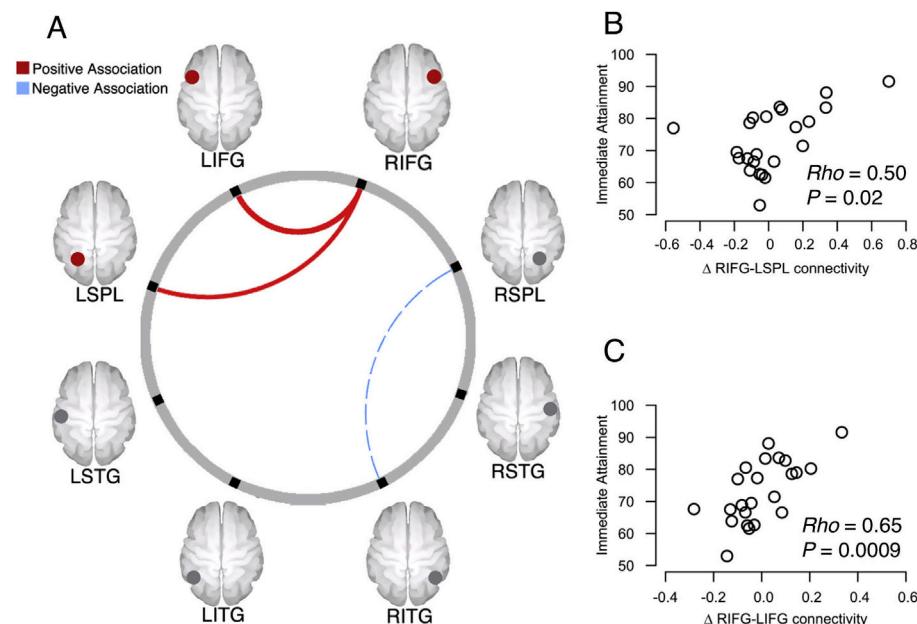 A
Positive Association
Negative Association
LIFG
RIFG
LSPL
RSPL
LSTG
RSTG
LITG
RITG
B
Immediate Attainment
100
90
80
70
60
50
Rho = 0.50
P = 0.02
-0.6 -0.4 -0.2 0 0.2 0.4 0.6 0.8
Δ RIFG-LSPL connectivity
C
Immediate Attainment
100
90
80
70
60
50
Rho = 0.65
P = 0.0009
-0.4 -0.2 0.0 0.2 0.4 0.6
Δ RIFG-LIFG connectivity